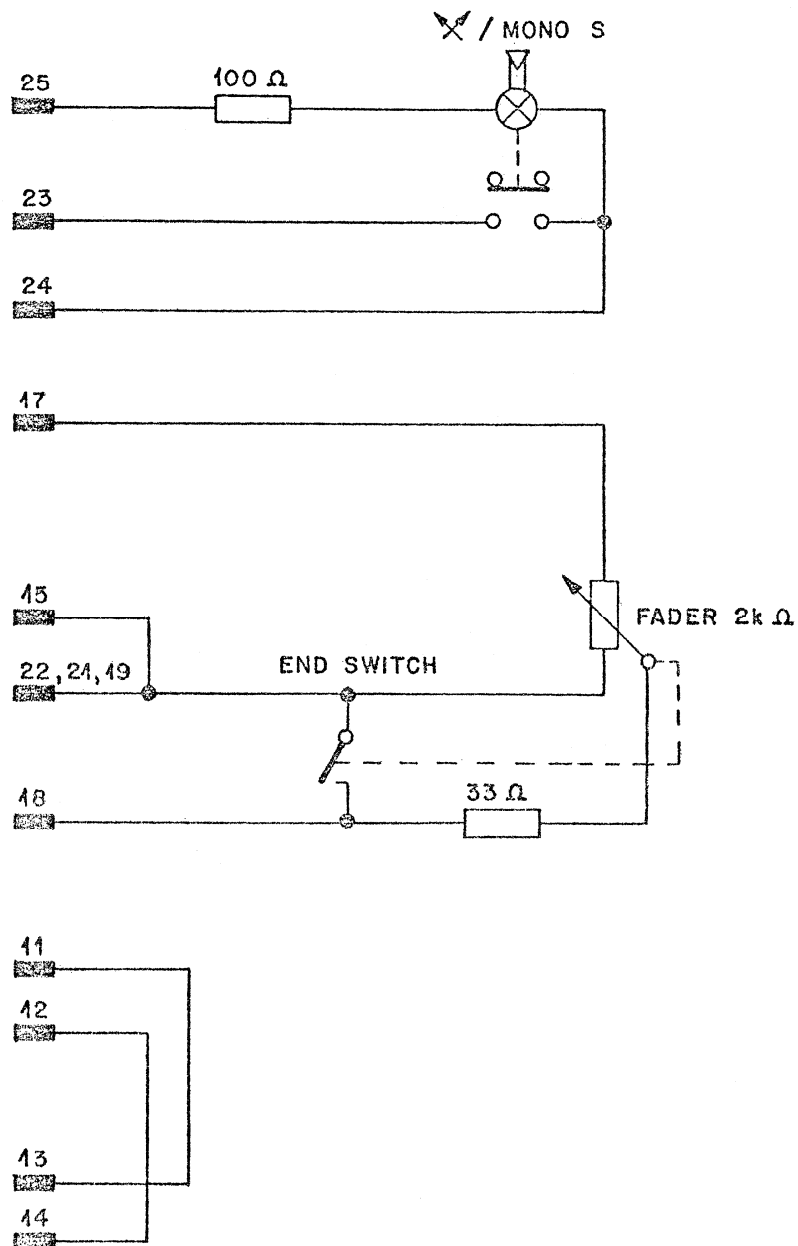 / MONO S
25
100 Ω
23
24
17
15
FADER 2k Ω
22, 21, 19
END SWITCH
18
33 Ω
11
12
13
14